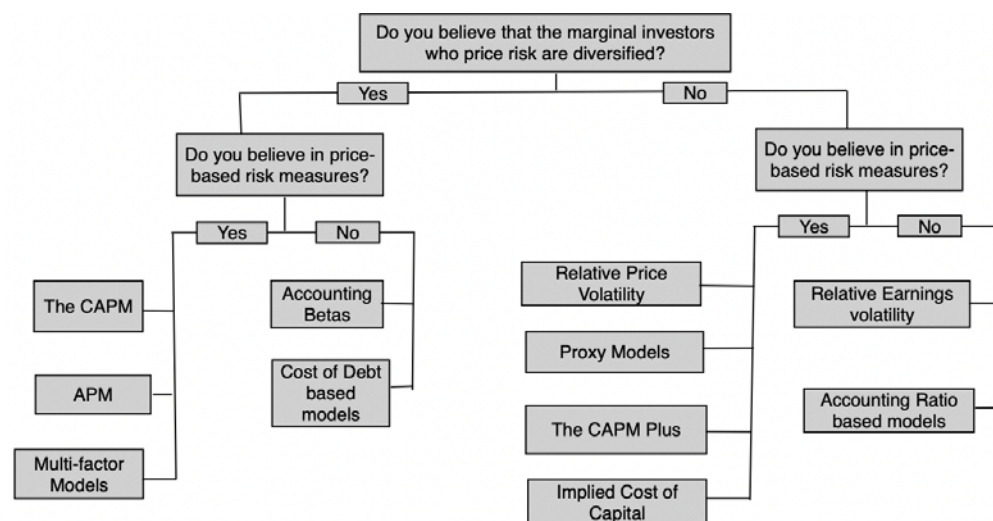 Do you believe that the marginal investors
who price risk are diversified?
Yes
No
Do you believe in price-
based risk measures?
Do you believe in price-
based risk measures?
Yes
No
Yes
No
The CAPM
APM
Multi-factor
Models
Accounting
Betas
Cost of Debt
based
models
Relative Price
Volatility
Proxy Models
The CAPM Plus
Implied Cost of
Capital
Relative Earnings
volatility
Accounting Ratio
based models